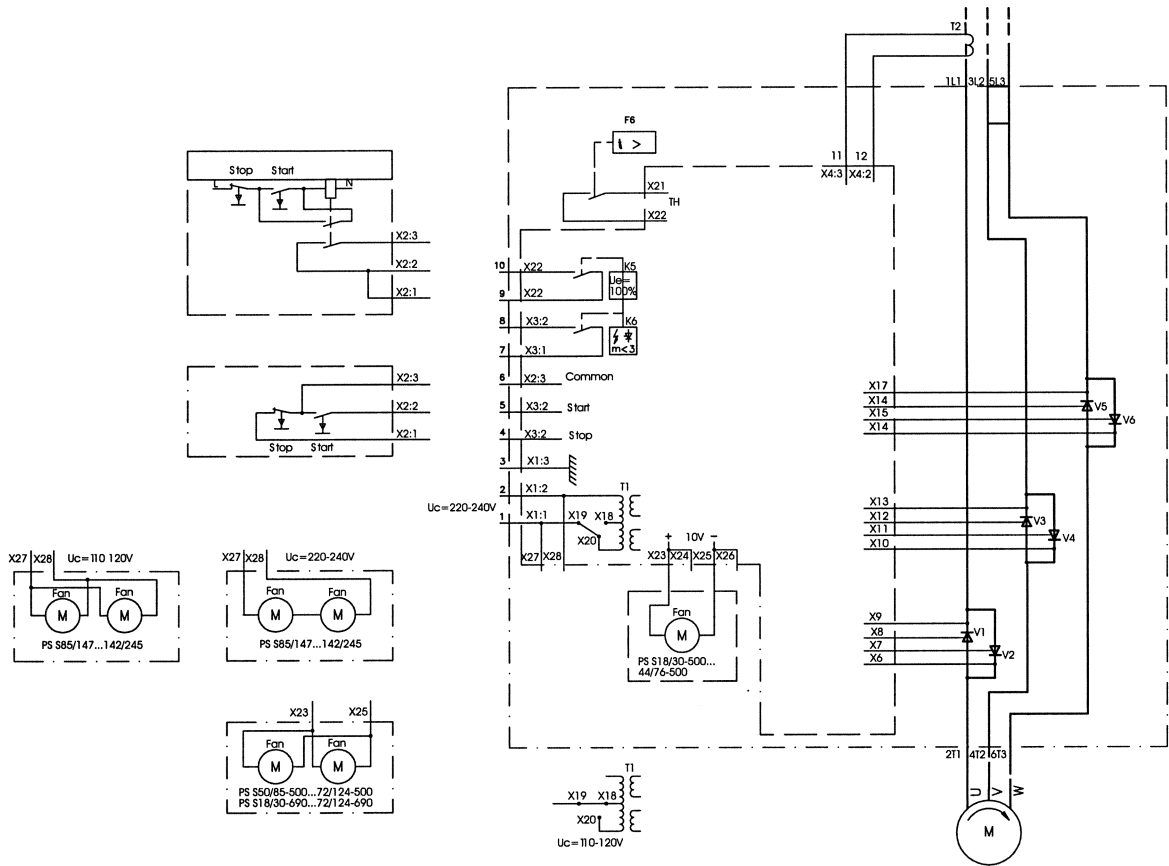 T2
1L1 3L2 5L3
F6
I >
11 12
X4:3 X4:2
Stop Start
L N
X21
TH
X22
X2:3
X2:2
X2:1
10 X22 K5
Ue=
100%
9 X22
8 X3:2 K6
m<3
7 X3:1
6 X2:3 Common
5 X3:2 Start
4 X3:2 Stop
3 X1:3
2 X1:2
Uc=220-240V
1 X1:1
X19 X18
X20
T1
X27 X28
X2:3
X2:2
X2:1
Stop Start
X17
X14
X15
X14
V5
V6
X13
X12
X11
X10
V3
V4
X9
X8
X7
X6
V1
V2
+ 10V −
X23 X24 X25 X26
Fan
M
PS S18/30-500...
44/76-500
X27 X28 Uc=110 120V
Fan Fan
M M
PS S85/147...142/245
X27 X28 Uc=220-240V
Fan Fan
M M
PS S85/147...142/245
X23 X25
Fan Fan
M M
PS S50/85-500...72/124-500
PS S18/30-690...72/124-690
T1
X19 X18
X20
Uc=110-120V
2T1 4T2 6T3
U V W
M